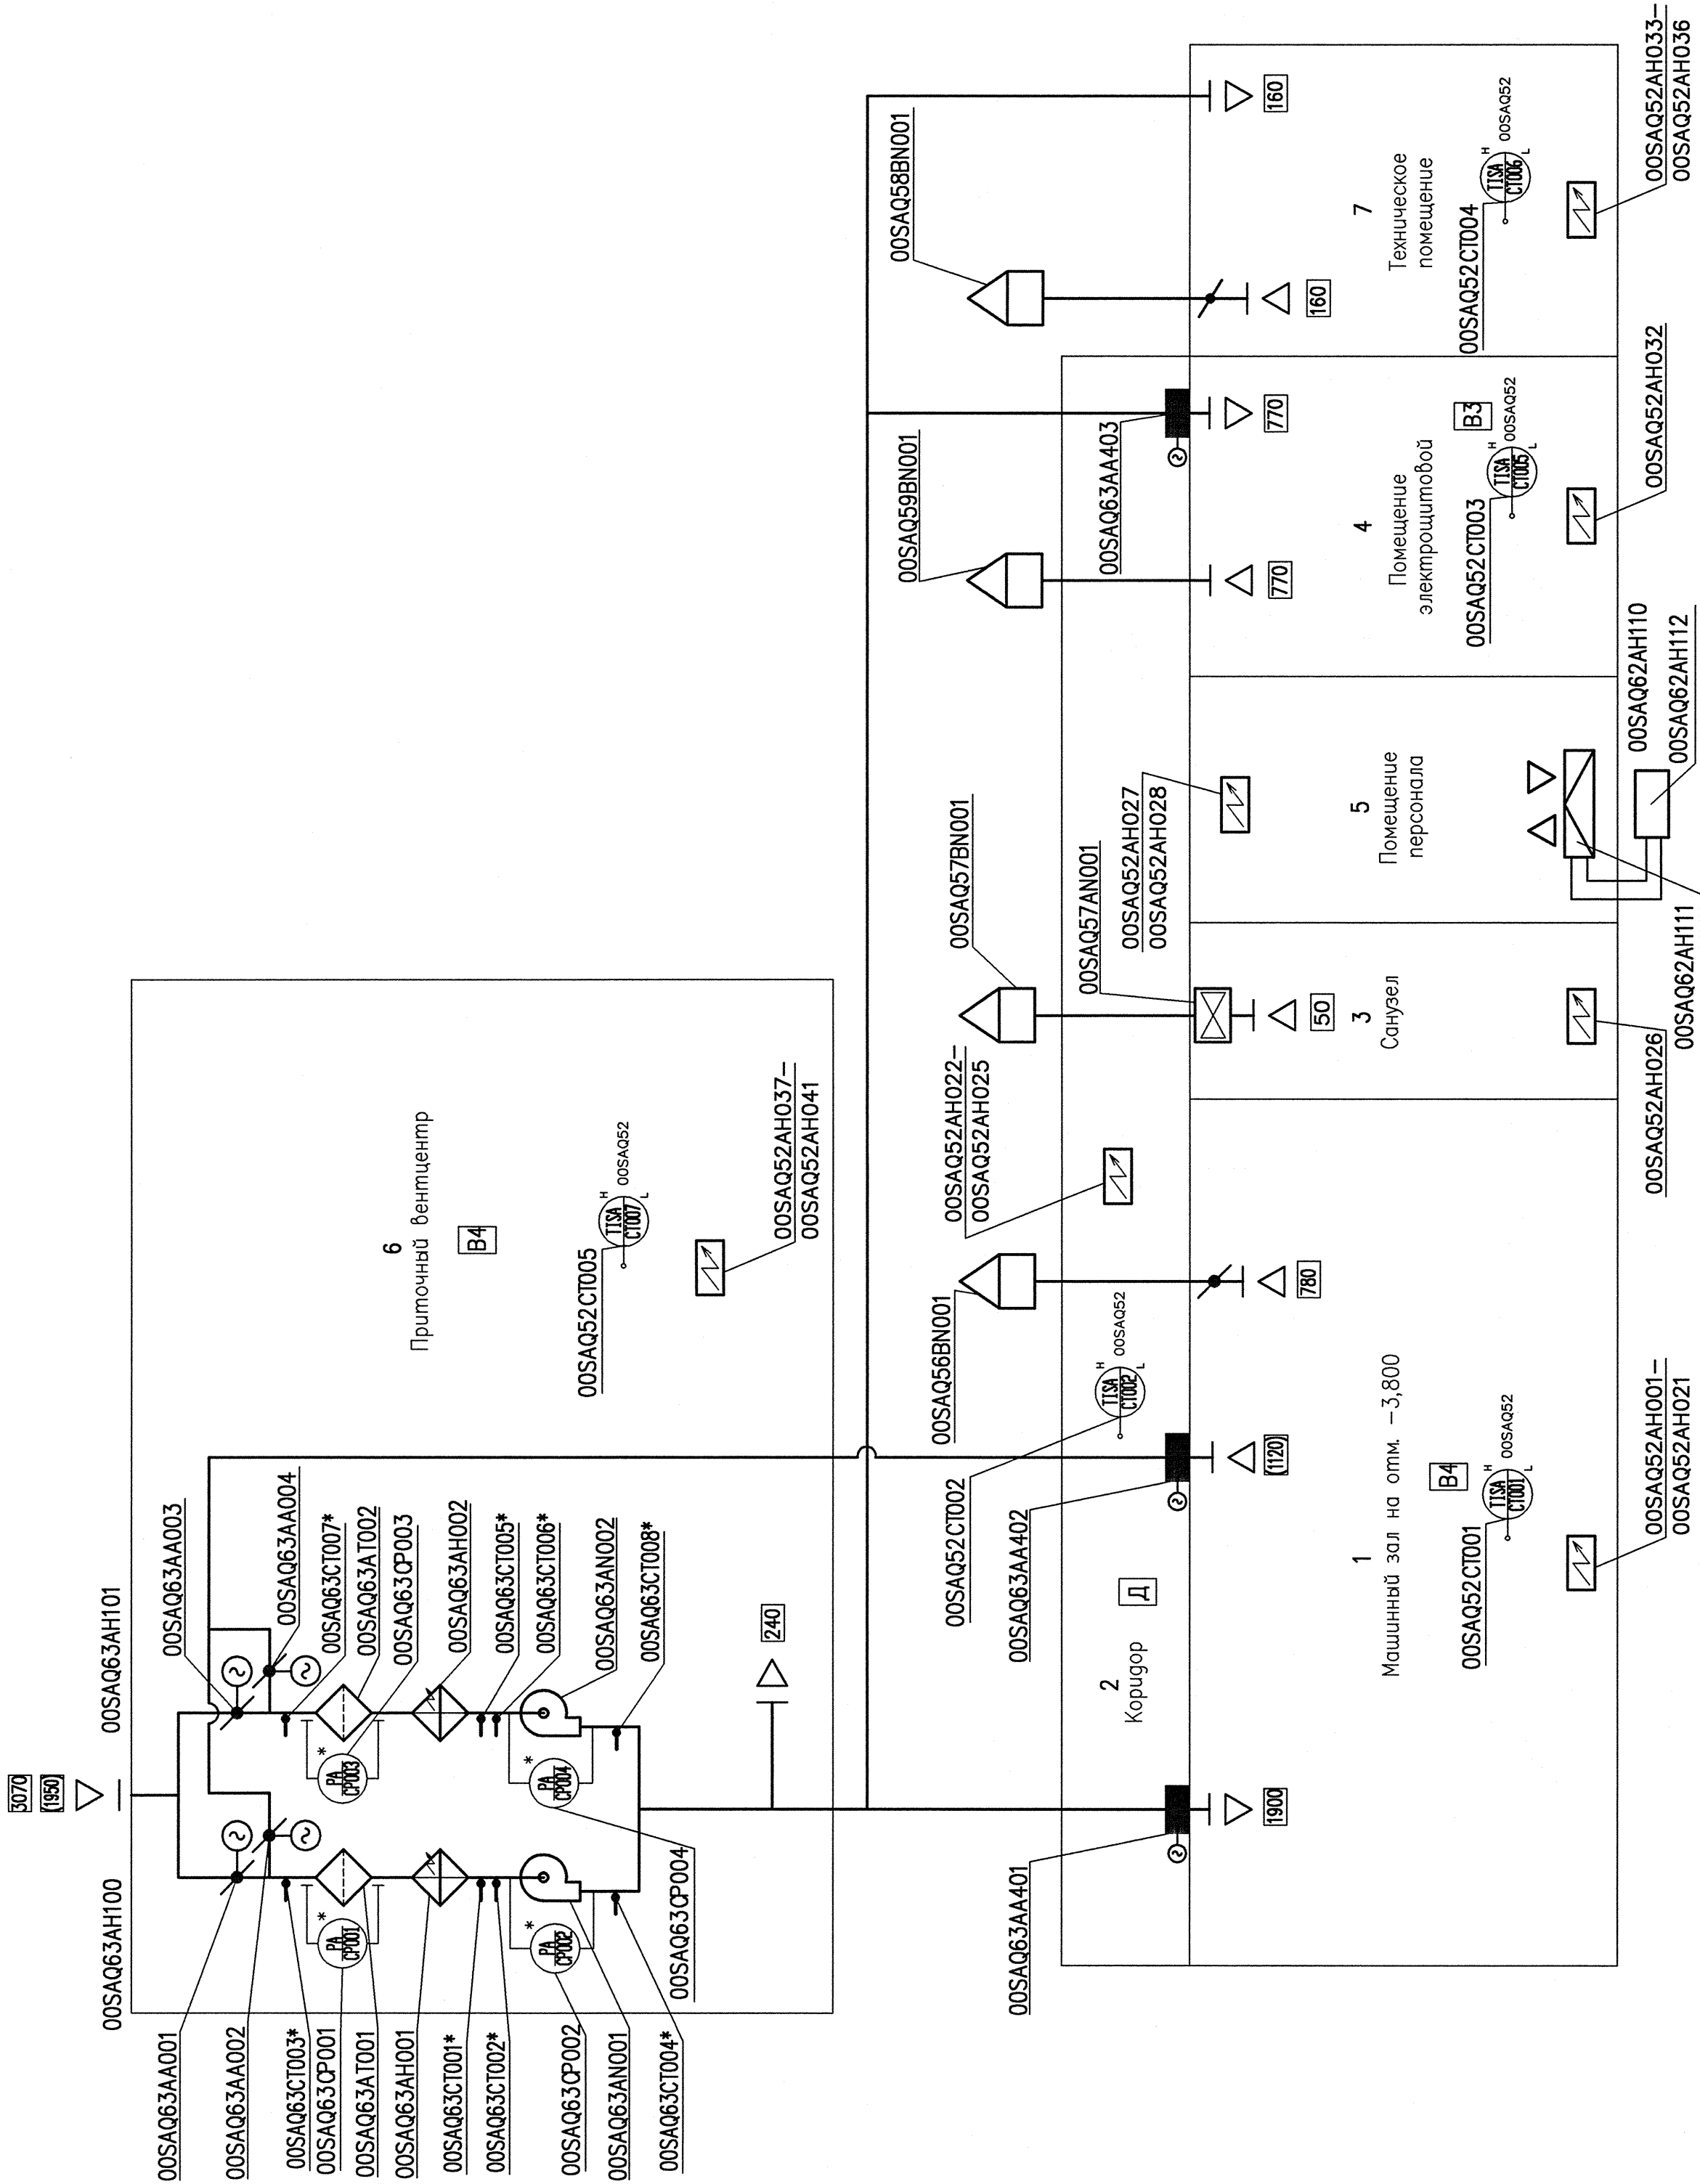 3070
(1950)
00SAQ63AH100
00SAQ63AH101
00SAQ63AA001
00SAQ63AA002
00SAQ63CT003*
00SAQ63CP001
00SAQ63AT001
00SAQ63AH001
00SAQ63CT001*
00SAQ63CT002*
00SAQ63CP002
00SAQ63AN001
00SAQ63CT004*
*
PA
CP001
*
PA
CP002
*
PA
CP003
*
PA
CP004
00SAQ63CP004
00SAQ63AA003
00SAQ63AA004
00SAQ63CT007*
00SAQ63AT002
00SAQ63CP003
00SAQ63AH002
00SAQ63CT005*
00SAQ63CT006*
00SAQ63AN002
00SAQ63CT008*
240
6
Приточный вентцентр
В4
00SAQ52CT005
TISA
CT007
H
00SAQ52
L
00SAQ52AH037-
00SAQ52AH041
00SAQ63AA401
1900
2
Коридор
Д
00SAQ63AA402
(1120)
00SAQ52CT002
TISA
CT002
H
00SAQ52
L
00SAQ56BN001
780
00SAQ52AH022-
00SAQ52AH025
00SAQ57BN001
00SAQ57AN001
50
00SAQ52AH027
00SAQ52AH028
00SAQ59BN001
770
00SAQ63AA403
770
00SAQ58BN001
160
160
1
Машинный зал на отм. -3,800
В4
00SAQ52CT001
TISA
CT001
H
00SAQ52
L
00SAQ52AH001-
00SAQ52AH021
3
Санузел
00SAQ52AH026
5
Помещение
персонала
00SAQ62AH111
00SAQ62AH110
00SAQ62AH112
4
Помещение
электрощитовой
В3
00SAQ52CT003
TISA
CT005
H
00SAQ52
L
00SAQ52AH032
7
Техническое
помещение
00SAQ52CT004
TISA
CT006
H
00SAQ52
L
00SAQ52AH033-
00SAQ52AH036